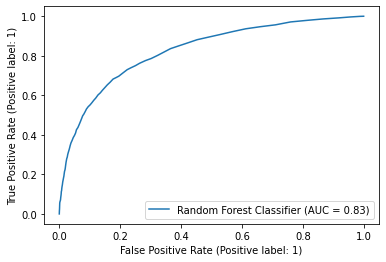 1.0
0.8
0.6
0.4
0.2
0.0
True Positive Rate (Positive label: 1)
Random Forest Classifier (AUC = 0.83)
0.0 0.2 0.4 0.6 0.8 1.0
False Positive Rate (Positive label: 1)